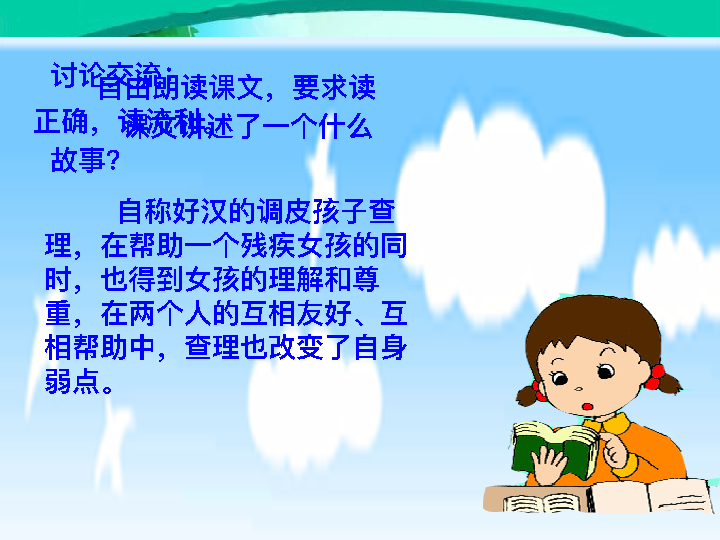 讨论交流：
自由朗读课文，要求读
正确，读流利。
课文讲述了一个什么
故事？
自称好汉的调皮孩子查
理，在帮助一个残疾女孩的同
时，也得到女孩的理解和尊
重，在两个人的互相友好、互
相帮助中，查理也改变了自身
弱点。